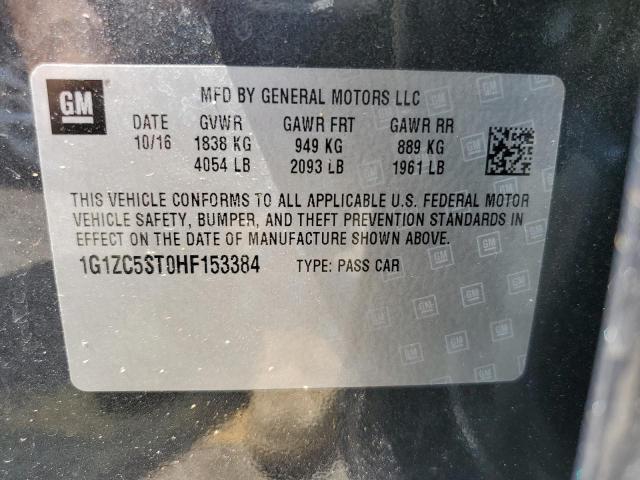 GM
MFD BY GENERAL MOTORS LLC
DATE GVWR GAWR FRT GAWR RR
10/16 1838 KG 949 KG 889 KG
4054 LB 2093 LB 1961 LB
THIS VEHICLE CONFORMS TO ALL APPLICABLE U.S. FEDERAL MOTOR
VEHICLE SAFETY, BUMPER, AND THEFT PREVENTION STANDARDS IN
EFFECT ON THE DATE OF MANUFACTURE SHOWN ABOVE.
1G1ZC5ST0HF153384 TYPE: PASS CAR